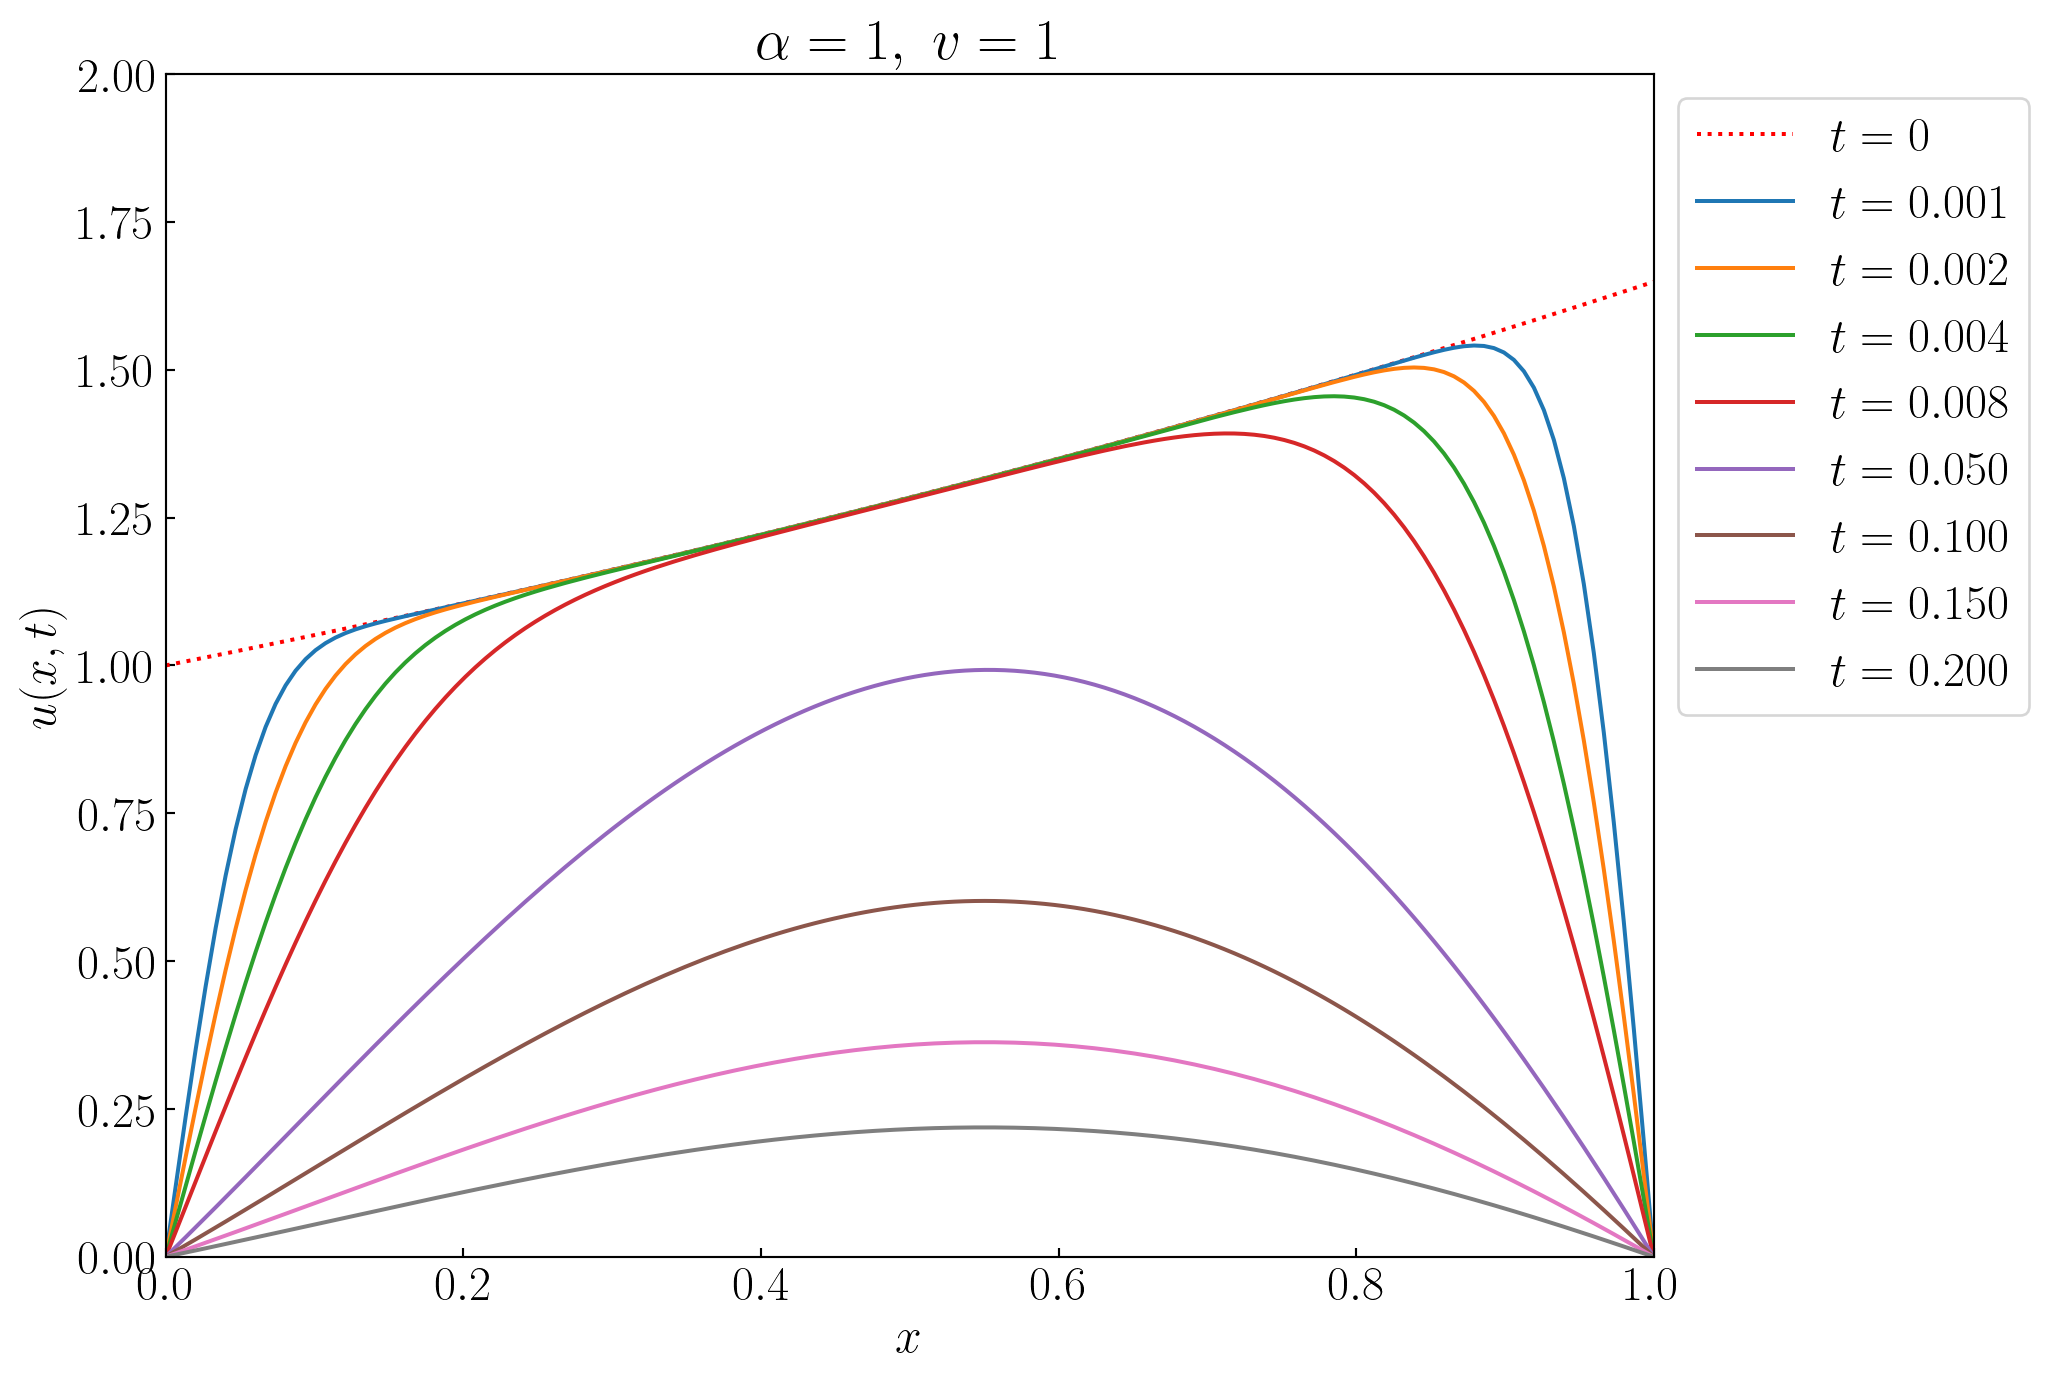 α = 1, v = 1
2.00
1.75
1.50
1.25
1.00
0.75
0.50
0.25
0.00
u(x, t)
0.0 0.2 0.4 0.6 0.8 1.0
x
t = 0
t = 0.001
t = 0.002
t = 0.004
t = 0.008
t = 0.050
t = 0.100
t = 0.150
t = 0.200